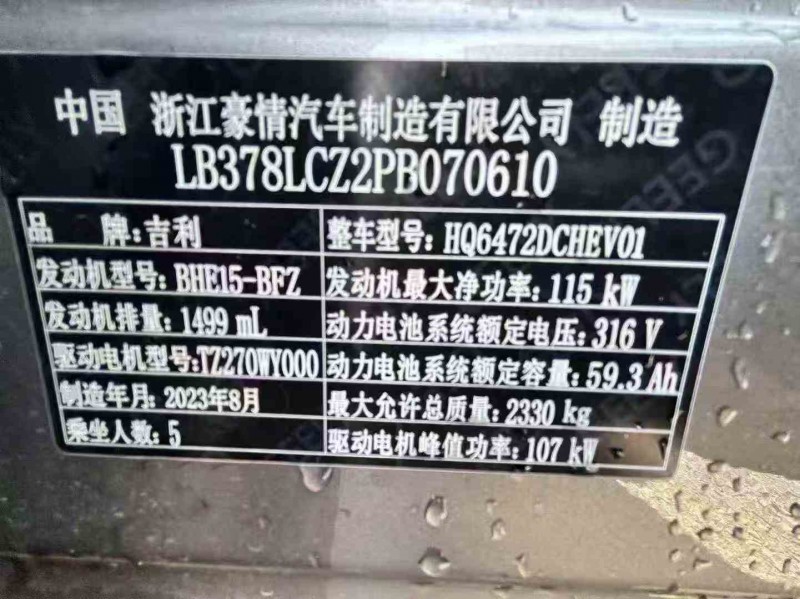 中国 浙江豪情汽车制造有限公司 制造
LB378LCZ2PB070610
品 牌:吉利 整车型号:HQ6472DCHEV01
发动机型号:BHE15-BFZ 发动机最大净功率:115 kW
发动机排量:1499 mL 动力电池系统额定电压:316 V
驱动电机型号:TZ270WY000 动力电池系统额定容量:59.3 Ah
制造年月:2023年8月 最大允许总质量:2330 kg
乘坐人数:5 驱动电机峰值功率:107 kW